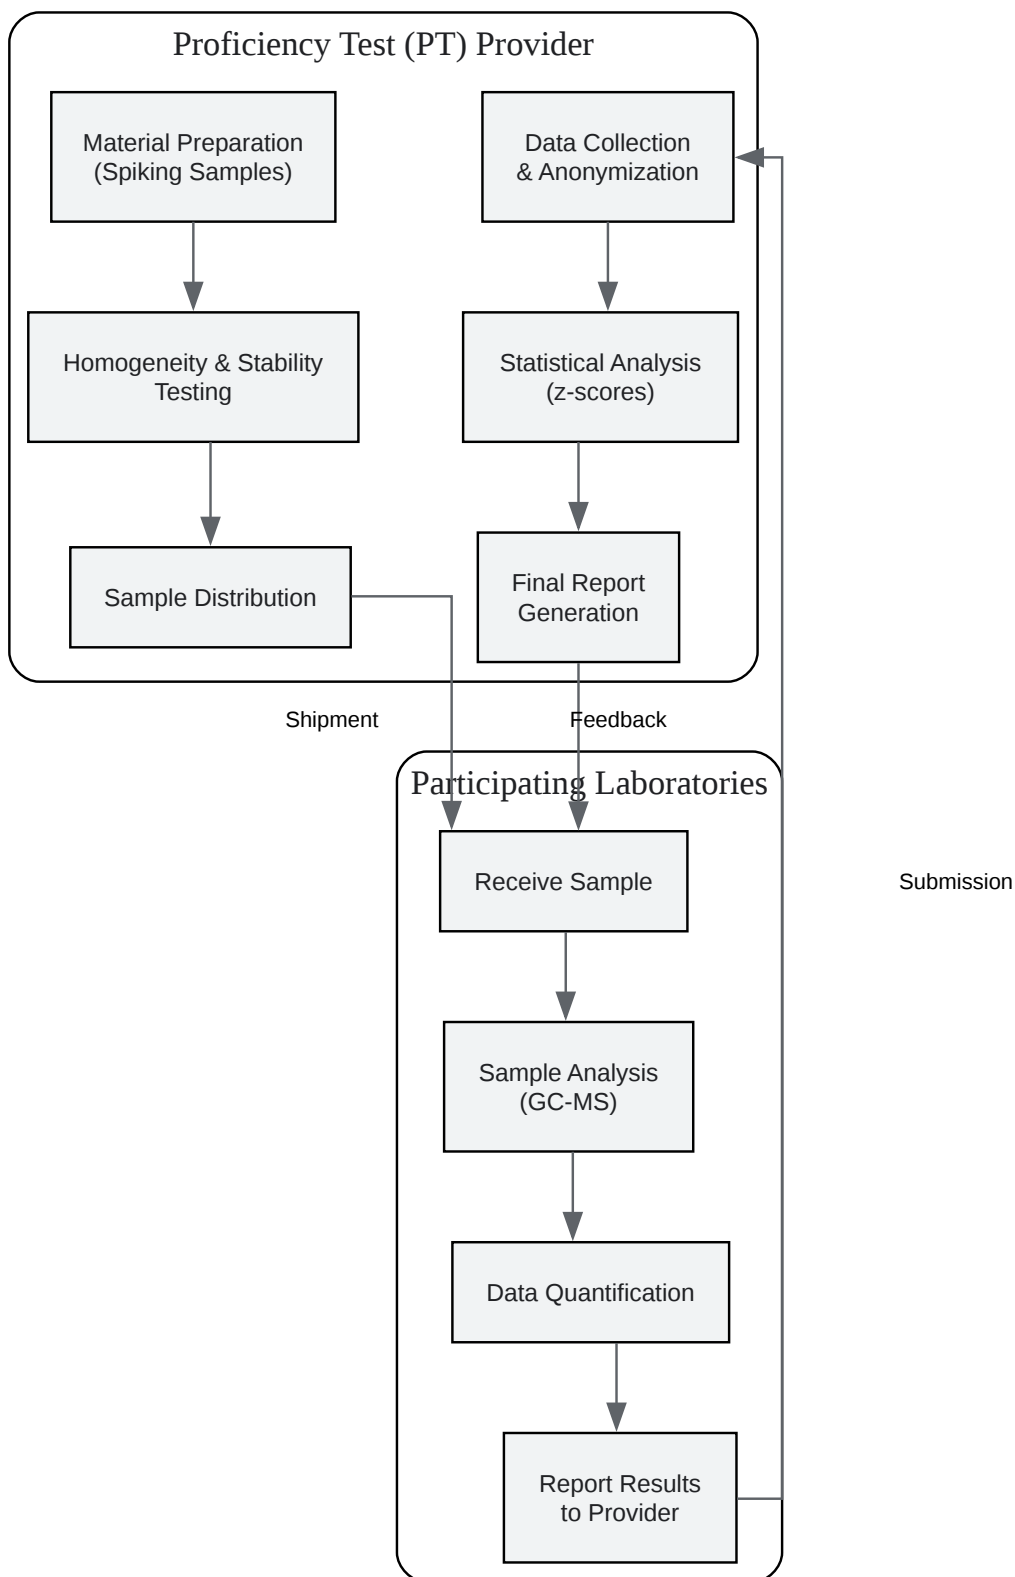 Proficiency Test (PT) Provider
Material Preparation
(Spiking Samples)
Data Collection
& Anonymization
Homogeneity & Stability
Testing
Statistical Analysis
(z-scores)
Sample Distribution
Final Report
Generation
Shipment
Feedback
Participating Laboratories
Receive Sample
Submission
Sample Analysis
(GC-MS)
Data Quantification
Report Results
to Provider